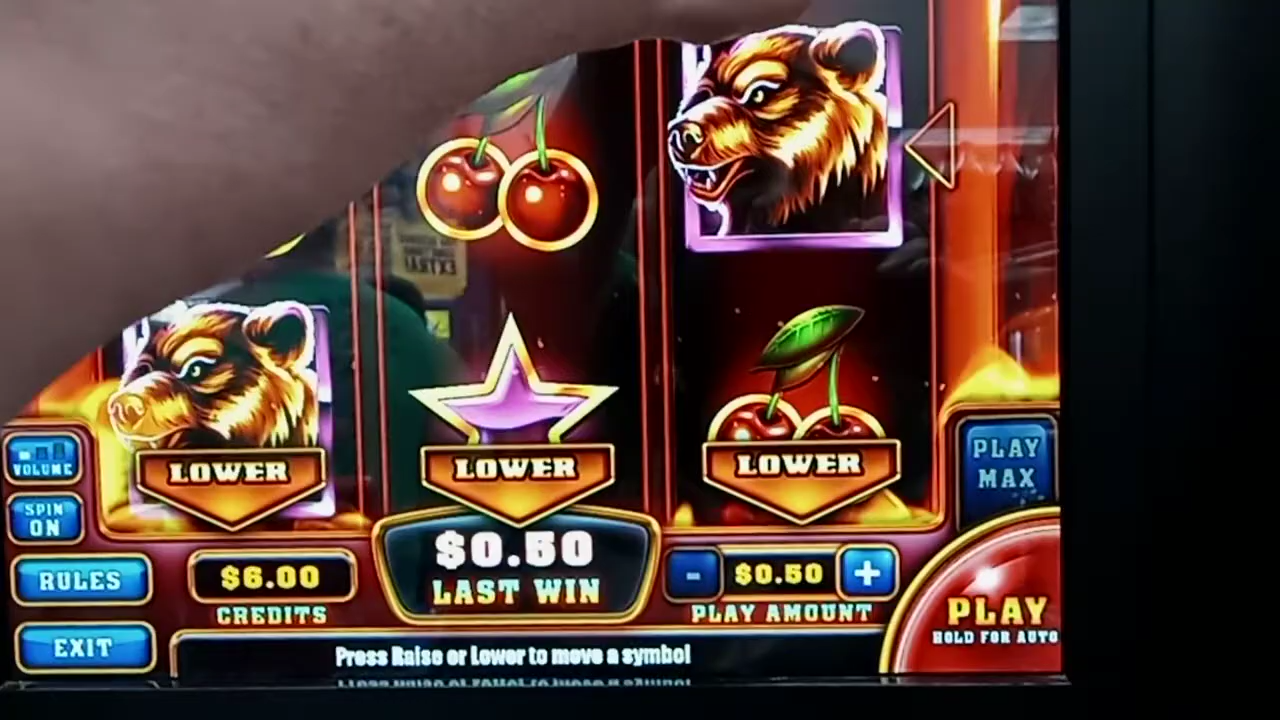 LOWER
LOWER
LOWER
PLAY
MAX
VOLUME
SPIN
ON
RULES
EXIT
$6.00
CREDITS
$0.50
LAST WIN
-
$0.50
+
PLAY AMOUNT
PLAY
HOLD FOR AUTO
Press Raise or Lower to move a symbol